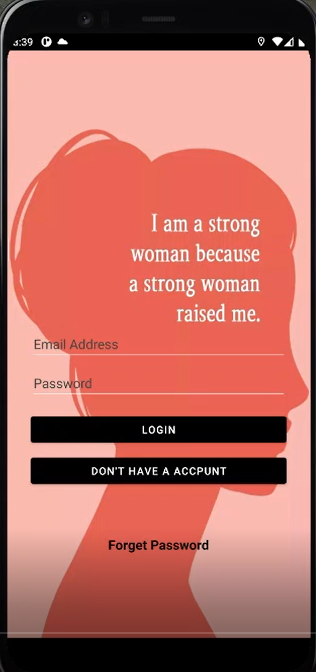 3:39
I am a strong
woman because
a strong woman
raised me.
Email Address
Password
LOGIN
DON'T HAVE A ACCPUNT
Forget Password